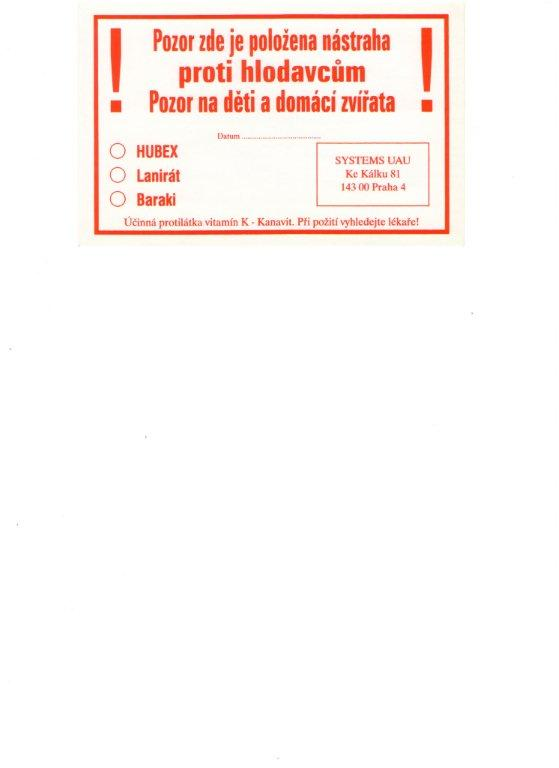 Pozor zde je položena nástraha
! proti hlodavcům !
Pozor na děti a domácí zvířata
Datum ........................................
HUBEX
Lanirát
Baraki
SYSTEMS UAU
Ke Kálku 81
143 00 Praha 4
Účinná protilátka vitamín K - Kanavit. Při požití vyhledejte lékaře!